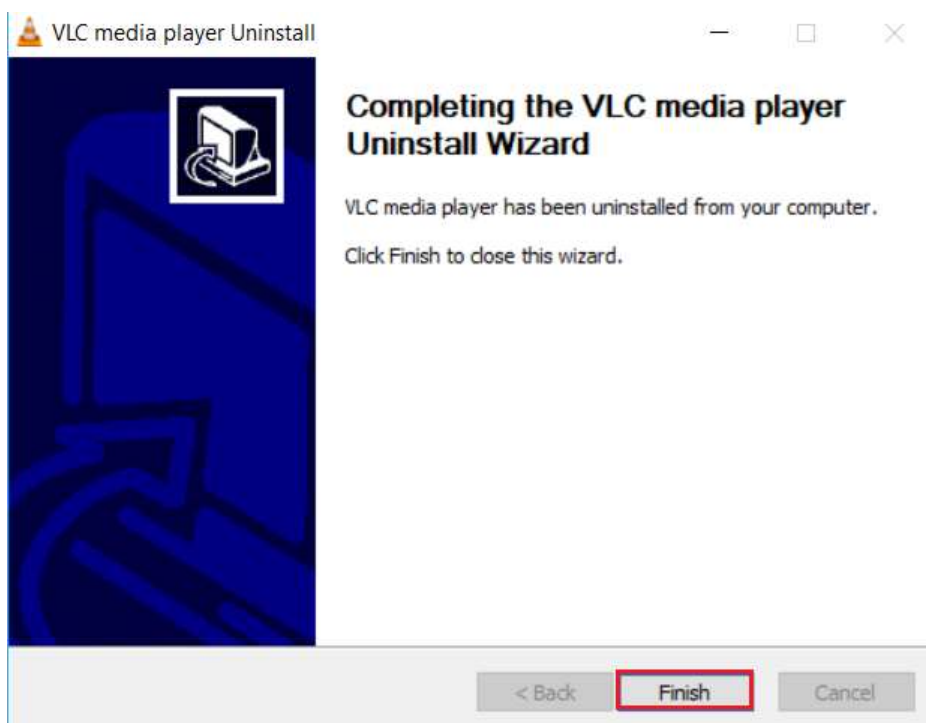 VLC media player Uninstall
Completing the VLC media player
Uninstall Wizard
VLC media player has been uninstalled from your computer.
Click Finish to close this wizard.
< Back
Finish
Cancel